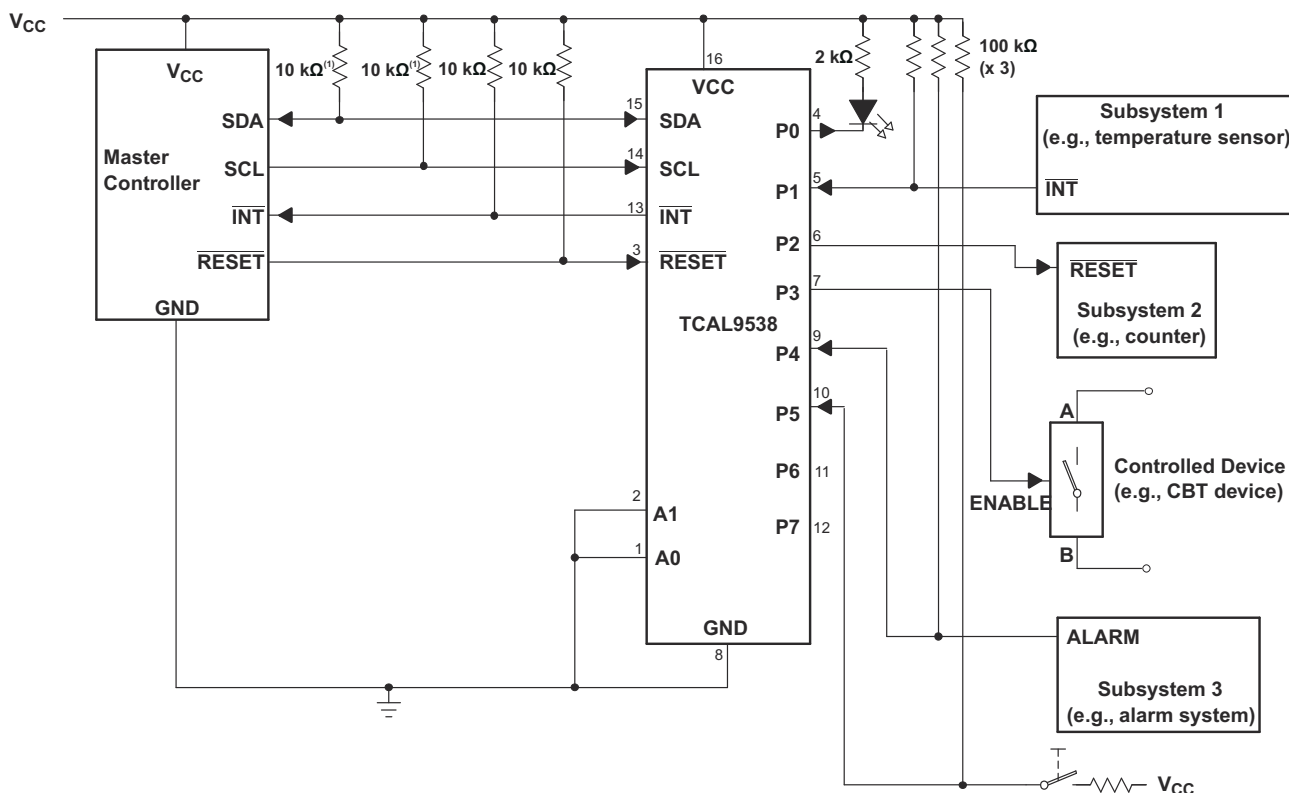 VCC
VCC
10 kΩ(1)
10 kΩ(1)
10 kΩ
10 kΩ
2 kΩ
100 kΩ
(x 3)
Master
Controller
SDA
SCL
INT
RESET
GND
15
14
13
3
2
1
16
VCC
SDA
SCL
INT
RESET
TCAL9538
A1
A0
GND
8
P0
P1
P2
P3
P4
P5
P6
P7
4
5
6
7
9
10
11
12
Subsystem 1
(e.g., temperature sensor)
INT
RESET
Subsystem 2
(e.g., counter)
A
ENABLE
B
Controlled Device
(e.g., CBT device)
ALARM
Subsystem 3
(e.g., alarm system)
VCC